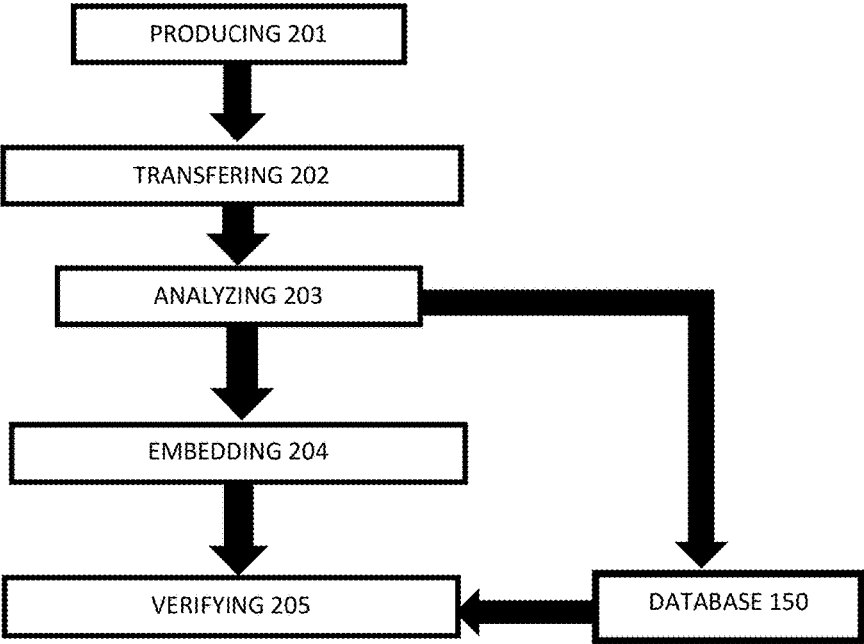 PRODUCING 201
TRANSFERING 202
ANALYZING 203
EMBEDDING 204
VERIFYING 205
DATABASE 150